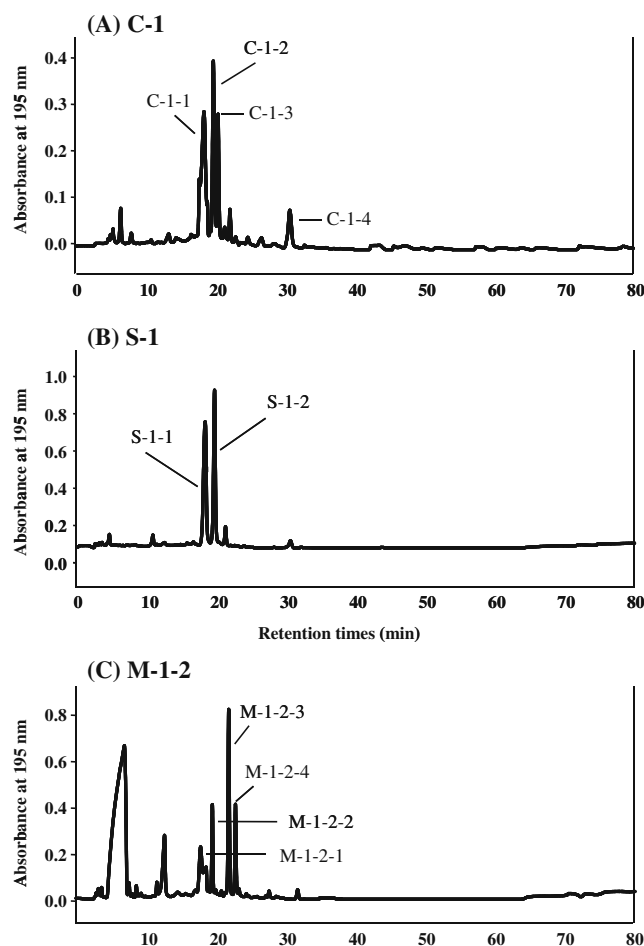 (A) C-1
Absorbance at 195 nm
0.4
0.3
0.2
0.1
0.0
C-1-2
C-1-1
C-1-3
C-1-4
0 10 20 30 40 50 60 70 80
(B) S-1
Absorbance at 195 nm
1.0
0.8
0.6
0.4
0.2
0.0
S-1-2
S-1-1
0 10 20 30 40 50 60 70 80
Retention times (min)
(C) M-1-2
Absorbance at 195 nm
0.8
0.6
0.4
0.2
0.0
M-1-2-3
M-1-2-4
M-1-2-2
M-1-2-1
10 20 30 40 50 60 70 80